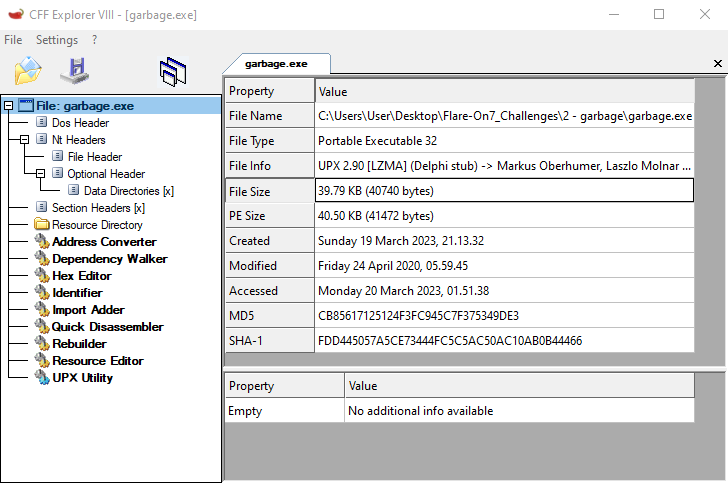 CFF Explorer VIII - [garbage.exe]
File Settings ?
garbage.exe
File: garbage.exe
Dos Header
Nt Headers
File Header
Optional Header
Data Directories [x]
Section Headers [x]
Resource Directory
Address Converter
Dependency Walker
Hex Editor
Identifier
Import Adder
Quick Disassembler
Rebuilder
Resource Editor
UPX Utility
Property Value
File Name C:\Users\User\Desktop\Flare-On7_Challenges\2 - garbage\garbage.exe
File Type Portable Executable 32
File Info UPX 2.90 [LZMA] (Delphi stub) -> Markus Oberhumer, Laszlo Molnar ...
File Size 39.79 KB (40740 bytes)
PE Size 40.50 KB (41472 bytes)
Created Sunday 19 March 2023, 21.13.32
Modified Friday 24 April 2020, 05.59.45
Accessed Monday 20 March 2023, 01.51.38
MD5 CB85617125124F3FC945C7F375349DE3
SHA-1 FDD445057A5CE73444FC5C5AC50AC10AB0B44466
Property Value
Empty No additional info available